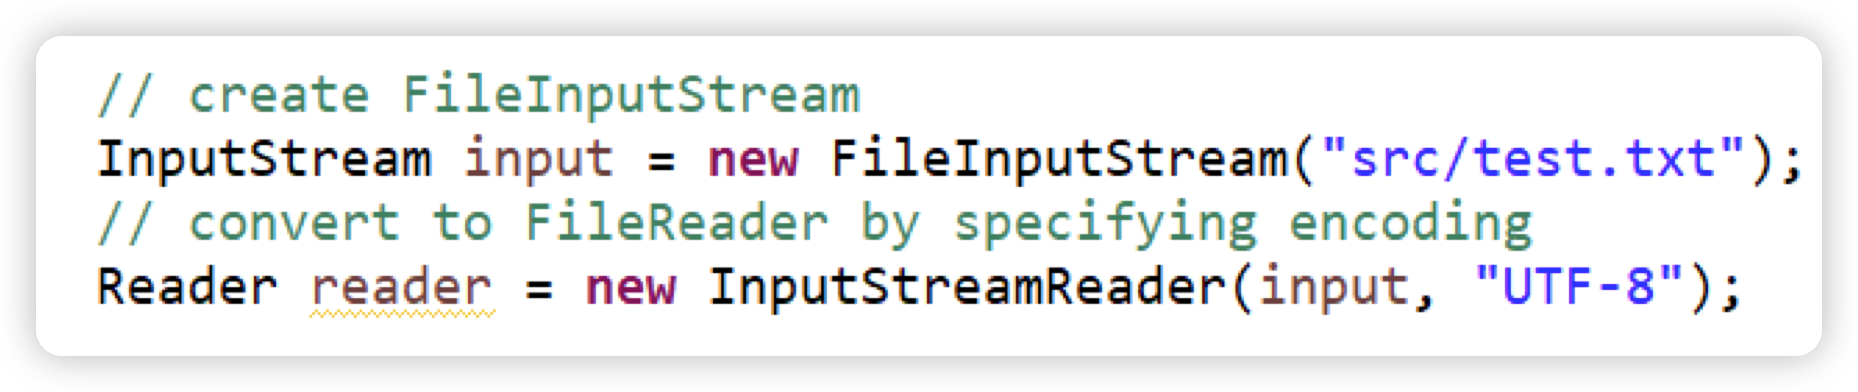 // create FileInputStream
InputStream input = new FileInputStream("src/test.txt");
// convert to FileReader by specifying encoding
Reader reader = new InputStreamReader(input, "UTF-8");